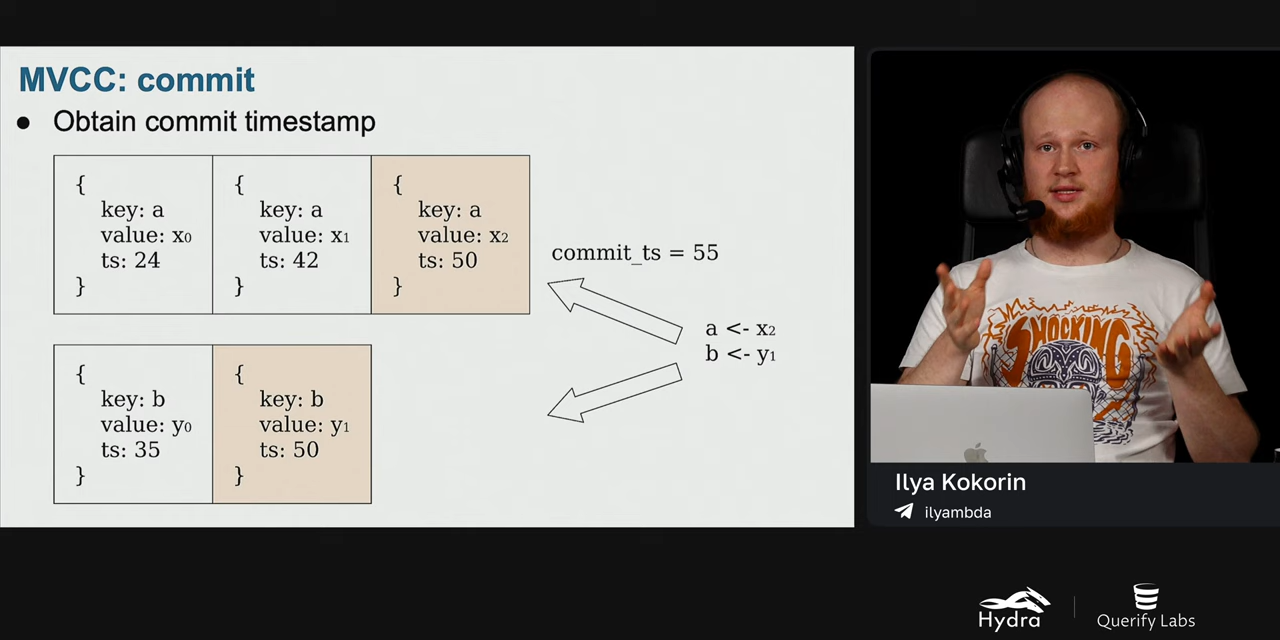 MVCC: commit
● Obtain commit timestamp
{
key: a
value: x₀
ts: 24
}
{
key: a
value: x₁
ts: 42
}
{
key: a
value: x₂
ts: 50
}
commit_ts = 55
a <- x₂
b <- y₁
{
key: b
value: y₀
ts: 35
}
{
key: b
value: y₁
ts: 50
}
SHOCKING
Ilya Kokorin
ilyambda
Hydra
Querify Labs